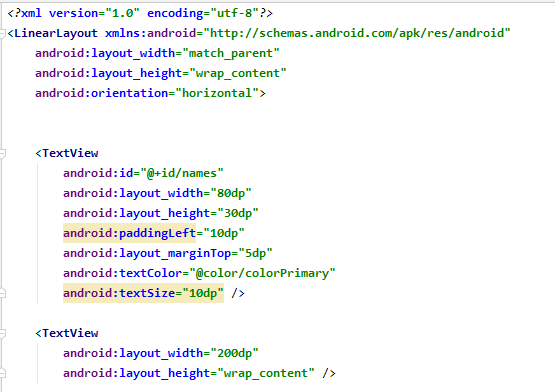 <?xml version="1.0" encoding="utf-8"?>
<LinearLayout xmlns:android="http://schemas.android.com/apk/res/android"
    android:layout_width="match_parent"
    android:layout_height="wrap_content"
    android:orientation="horizontal">
    <TextView
        android:id="@+id/names"
        android:layout_width="80dp"
        android:layout_height="30dp"
        android:paddingLeft="10dp"
        android:layout_marginTop="5dp"
        android:textColor="@color/colorPrimary"
        android:textSize="10dp" />
    <TextView
        android:layout_width="200dp"
        android:layout_height="wrap_content" />